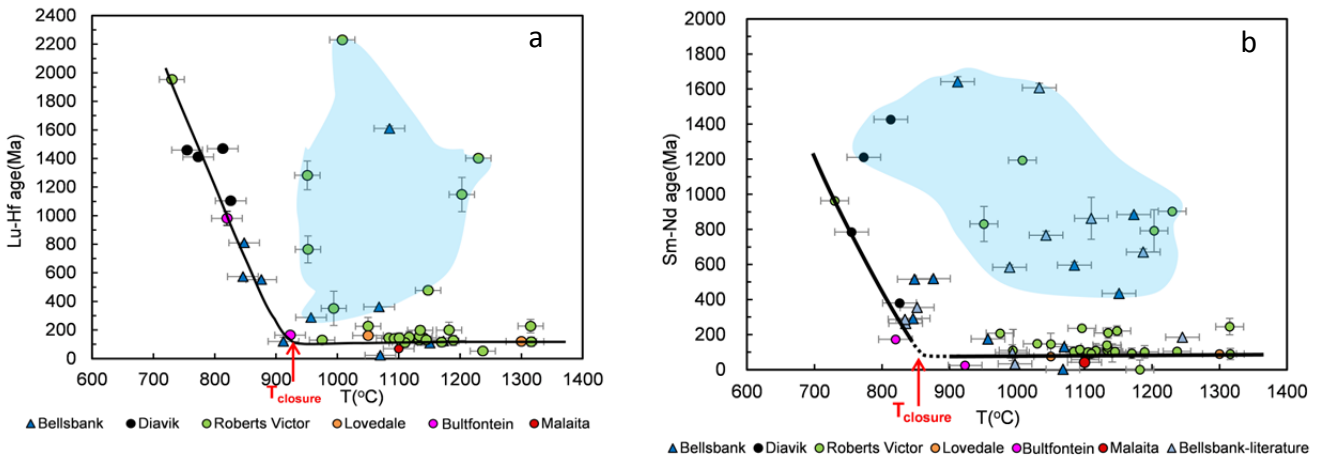 a
Lu-Hf age(Ma)
2400
2200
2000
1800
1600
1400
1200
1000
800
600
400
200
0
600 700 800 900 1000 1100 1200 1300 1400
Tclosure
T(oC)
Bellsbank Diavik Roberts Victor Lovedale Bultfontein Malaita
b
Sm-Nd age(Ma)
2000
1800
1600
1400
1200
1000
800
600
400
200
0
600 700 800 900 1000 1100 1200 1300 1400
Tclosure
T(oC)
Bellsbank Diavik Roberts Victor Lovedale Bultfontein Malaita Bellsbank-literature